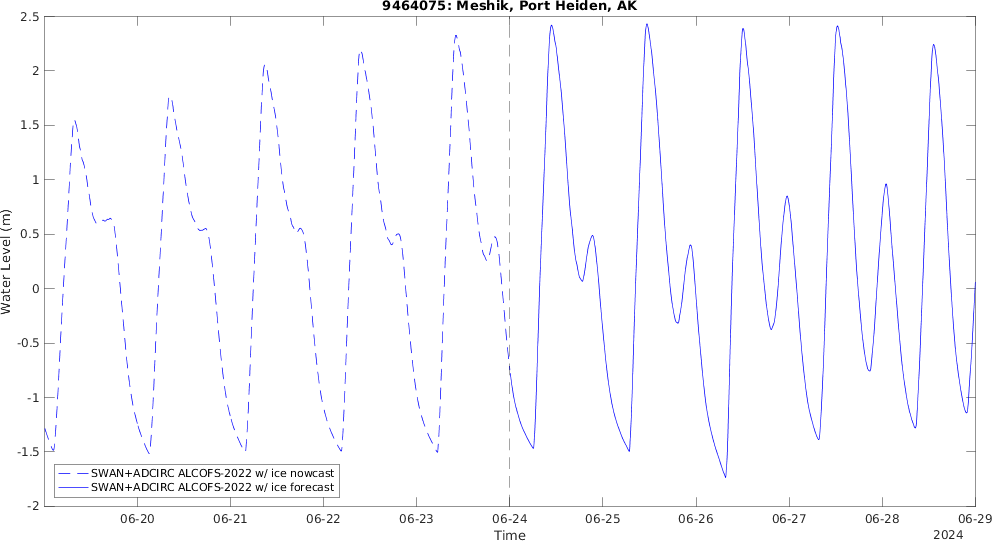 9464075: Meshik, Port Heiden, AK
2.5
2
1.5
1
0.5
0
-0.5
-1
-1.5
-2
Water Level (m)
SWAN+ADCIRC ALCOFS-2022 w/ ice nowcast
SWAN+ADCIRC ALCOFS-2022 w/ ice forecast
06-20 06-21 06-22 06-23 06-24 06-25 06-26 06-27 06-28 06-29
Time
2024